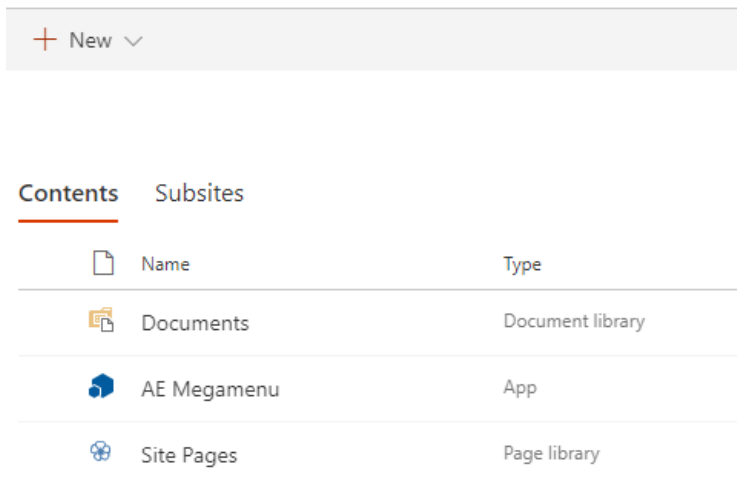 New
Contents Subsites
Name Type
Documents Document library
AE Megamenu App
Site Pages Page library